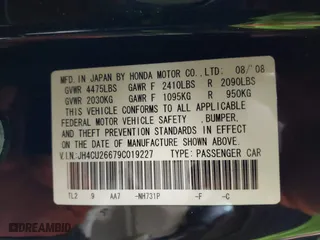 MFD. IN JAPAN BY HONDA MOTOR CO., LTD. 08/'08
GVWR 4475LBS GAWR F 2410LBS R 2090LBS
GVWR 2030KG GAWR F 1095KG R 950KG
THIS VEHICLE CONFORMS TO ALL APPLICABLE
FEDERAL MOTOR VEHICLE SAFETY, BUMPER,
AND THEFT PREVENTION STANDARDS IN EFFECT
ON THE DATE OF MANUFACTURE SHOWN ABOVE.
V.I.N.: JH4CU26679C019227 TYPE: PASSENGER CAR
TL2 9 AA7 -NH731P -F -C
DREAMBID